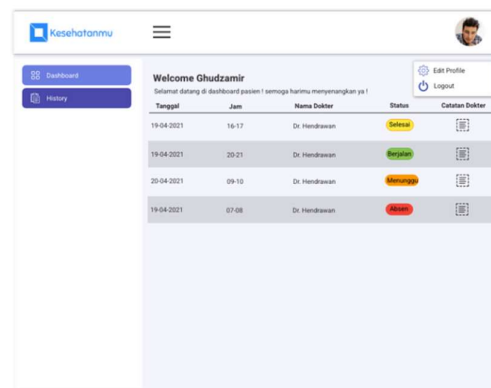 Kesehatanmu
Edit Profile
Logout
Dashboard
History
Welcome Ghudzamir
Selamat datang di dashboard pasien ! semoga harimu menyenangkan ya !
Tanggal Jam Nama Dokter Status Catatan Dokter
19-04-2021 16-17 Dr. Hendrawan Selesai
19-04-2021 20-21 Dr. Hendrawan Berjalan
20-04-2021 09-10 Dr. Hendrawan Menunggu
19-04-2021 07-08 Dr. Hendrawan Absen